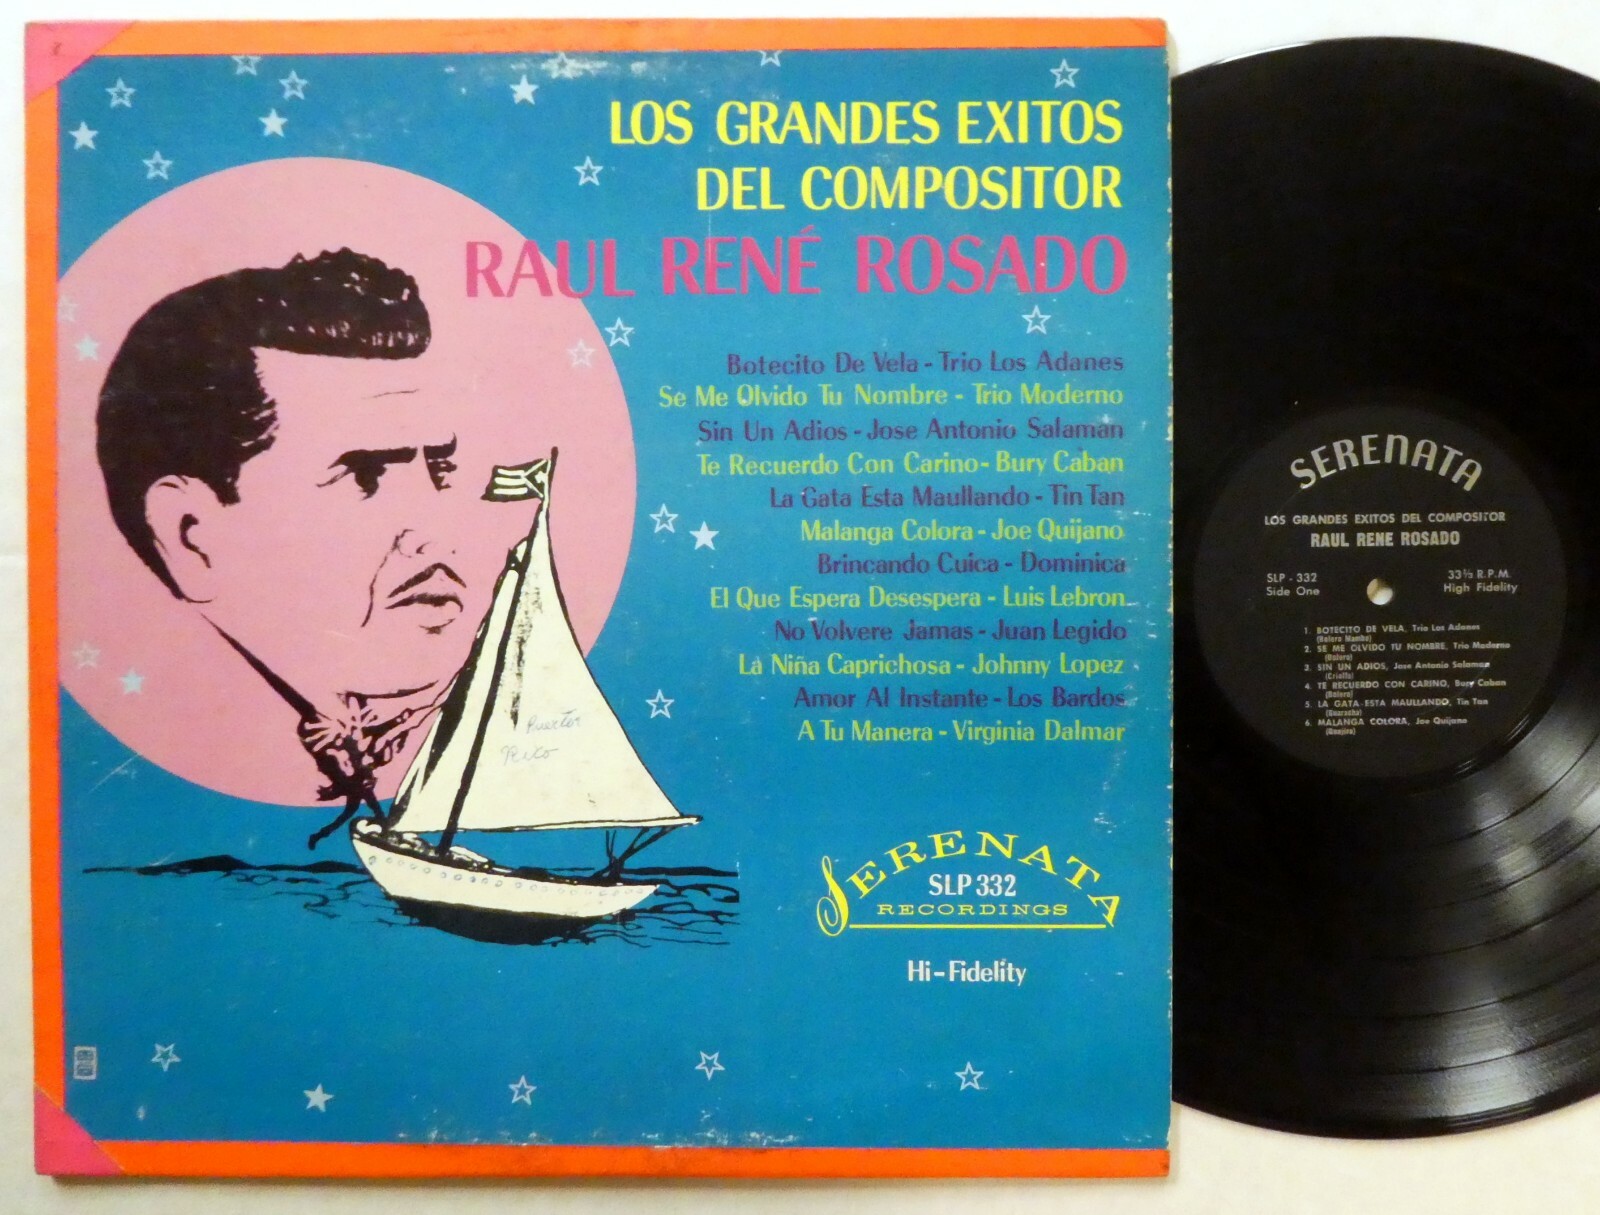 LOS GRANDES EXITOS
DEL COMPOSITOR
RAUL RENÉ ROSADO
Botecito De Vela - Trio Los Adanes
Se Me Olvido Tu Nombre - Trio Moderno
Sin Un Adios - Jose Antonio Salaman
Te Recuerdo Con Carino - Bury Caban
La Gata Esta Maullando - Tin Tan
Malanga Colora - Joe Quijano
Brincando Cuica - Dominica
El Que Espera Desespera - Luis Lebron
No Volvere Jamas - Juan Legido
La Niña Caprichosa - Johnny Lopez
Amor Al Instante - Los Bardos
A Tu Manera - Virginia Dalmar
Puerto
Rico
SERENATA
SLP 332
RECORDINGS
Hi-Fidelity
SERENATA
LOS GRANDES EXITOS DEL COMPOSITOR
RAUL RENE ROSADO
SLP - 332 33⅓ R.P.M.
Side One High Fidelity
1. BOTECITO DE VELA, Trio Los Adanes
(Bolero Mambo)
2. SE ME OLVIDO TU NOMBRE, Trio Moderno
(Bolero)
3. SIN UN ADIOS, Jose Antonio Salaman
(Criolla)
4. TE RECUERDO CON CARINO, Bury Caban
(Bolero)
5. LA GATA ESTA MAULLANDO, Tin Tan
(Guaracha)
6. MALANGA COLORA, Joe Quijano
(Guajira)